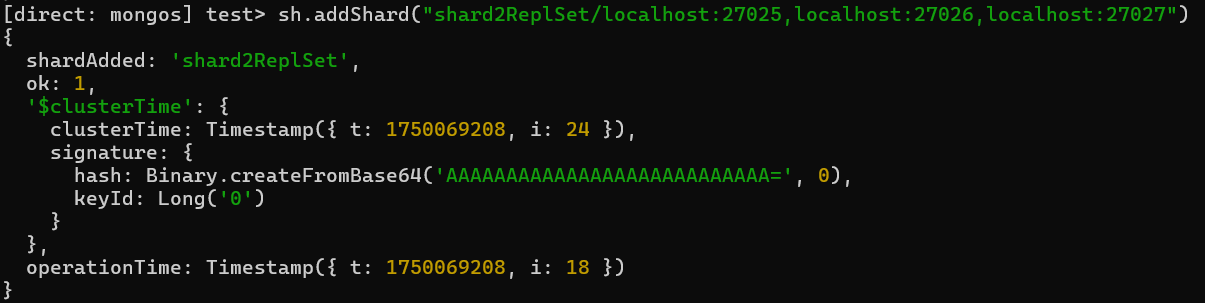 [direct: mongos] test> sh.addShard("shard2ReplSet/localhost:27025,localhost:27026,localhost:27027")
{
  shardAdded: 'shard2ReplSet',
  ok: 1,
  '$clusterTime': {
    clusterTime: Timestamp({ t: 1750069208, i: 24 }),
    signature: {
      hash: Binary.createFromBase64('AAAAAAAAAAAAAAAAAAAAAAAAAAA=', 0),
      keyId: Long('0')
    }
  },
  operationTime: Timestamp({ t: 1750069208, i: 18 })
}